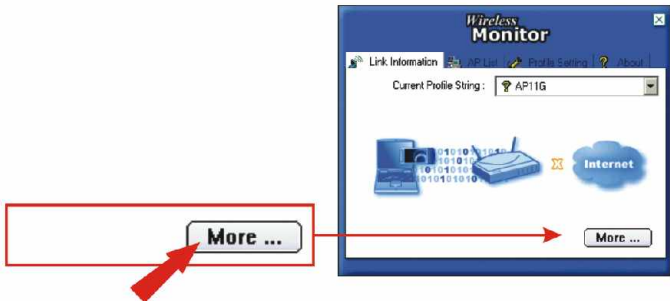 Wireless
Monitor
Link Information AP List Profile Setting ? About
Current Profile String : AP11G
Internet
More ...
More ...